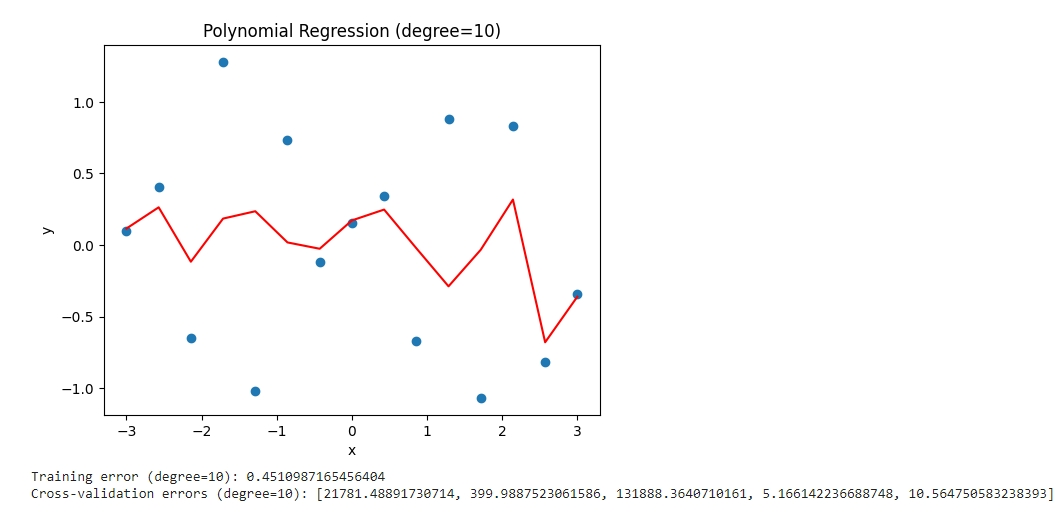 Polynomial Regression (degree=10)
1.0
0.5
0.0
−0.5
−1.0
y
−3 −2 −1 0 1 2 3
x
Training error (degree=10): 0.4510987165456404
Cross-validation errors (degree=10): [21781.48891730714, 399.9887523061586, 131888.3640710161, 5.166142236688748, 10.564750583238393]